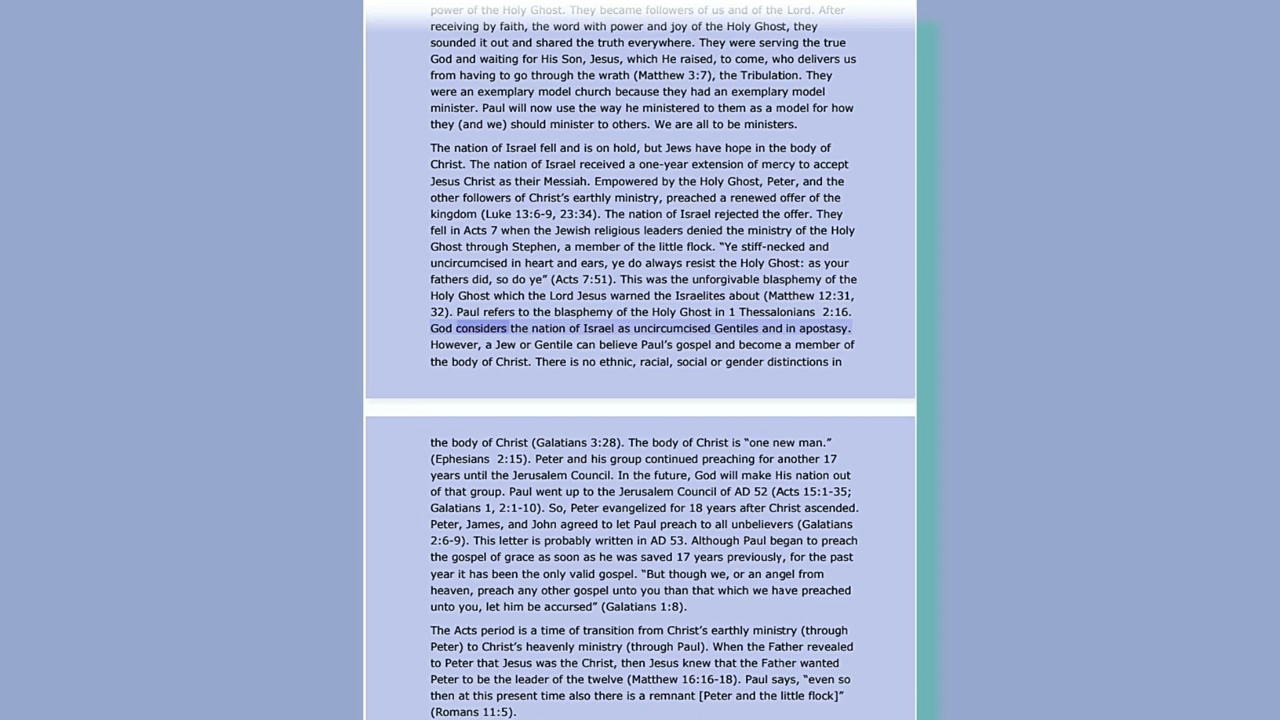 power of the Holy Ghost. They became followers of us and of the Lord. After
receiving by faith, the word with power and joy of the Holy Ghost, they
sounded it out and shared the truth everywhere. They were serving the true
God and waiting for His Son, Jesus, which He raised, to come, who delivers us
from having to go through the wrath (Matthew 3:7), the Tribulation. They
were an exemplary model church because they had an exemplary model
minister. Paul will now use the way he ministered to them as a model for how
they (and we) should minister to others. We are all to be ministers.
The nation of Israel fell and is on hold, but Jews have hope in the body of
Christ. The nation of Israel received a one-year extension of mercy to accept
Jesus Christ as their Messiah. Empowered by the Holy Ghost, Peter, and the
other followers of Christ’s earthly ministry, preached a renewed offer of the
kingdom (Luke 13:6-9, 23:34). The nation of Israel rejected the offer. They
fell in Acts 7 when the Jewish religious leaders denied the ministry of the Holy
Ghost through Stephen, a member of the little flock. “Ye stiff-necked and
uncircumcised in heart and ears, ye do always resist the Holy Ghost: as your
fathers did, so do ye” (Acts 7:51). This was the unforgivable blasphemy of the
Holy Ghost which the Lord Jesus warned the Israelites about (Matthew 12:31,
32). Paul refers to the blasphemy of the Holy Ghost in 1 Thessalonians  2:16.
God considers the nation of Israel as uncircumcised Gentiles and in apostasy.
However, a Jew or Gentile can believe Paul’s gospel and become a member of
the body of Christ. There is no ethnic, racial, social or gender distinctions in
the body of Christ (Galatians 3:28). The body of Christ is “one new man.”
(Ephesians  2:15). Peter and his group continued preaching for another 17
years until the Jerusalem Council. In the future, God will make His nation out
of that group. Paul went up to the Jerusalem Council of AD 52 (Acts 15:1-35;
Galatians 1, 2:1-10). So, Peter evangelized for 18 years after Christ ascended.
Peter, James, and John agreed to let Paul preach to all unbelievers (Galatians
2:6-9). This letter is probably written in AD 53. Although Paul began to preach
the gospel of grace as soon as he was saved 17 years previously, for the past
year it has been the only valid gospel. “But though we, or an angel from
heaven, preach any other gospel unto you than that which we have preached
unto you, let him be accursed” (Galatians 1:8).
The Acts period is a time of transition from Christ’s earthly ministry (through
Peter) to Christ’s heavenly ministry (through Paul). When the Father revealed
to Peter that Jesus was the Christ, then Jesus knew that the Father wanted
Peter to be the leader of the twelve (Matthew 16:16-18). Paul says, “even so
then at this present time also there is a remnant [Peter and the little flock]”
(Romans 11:5).